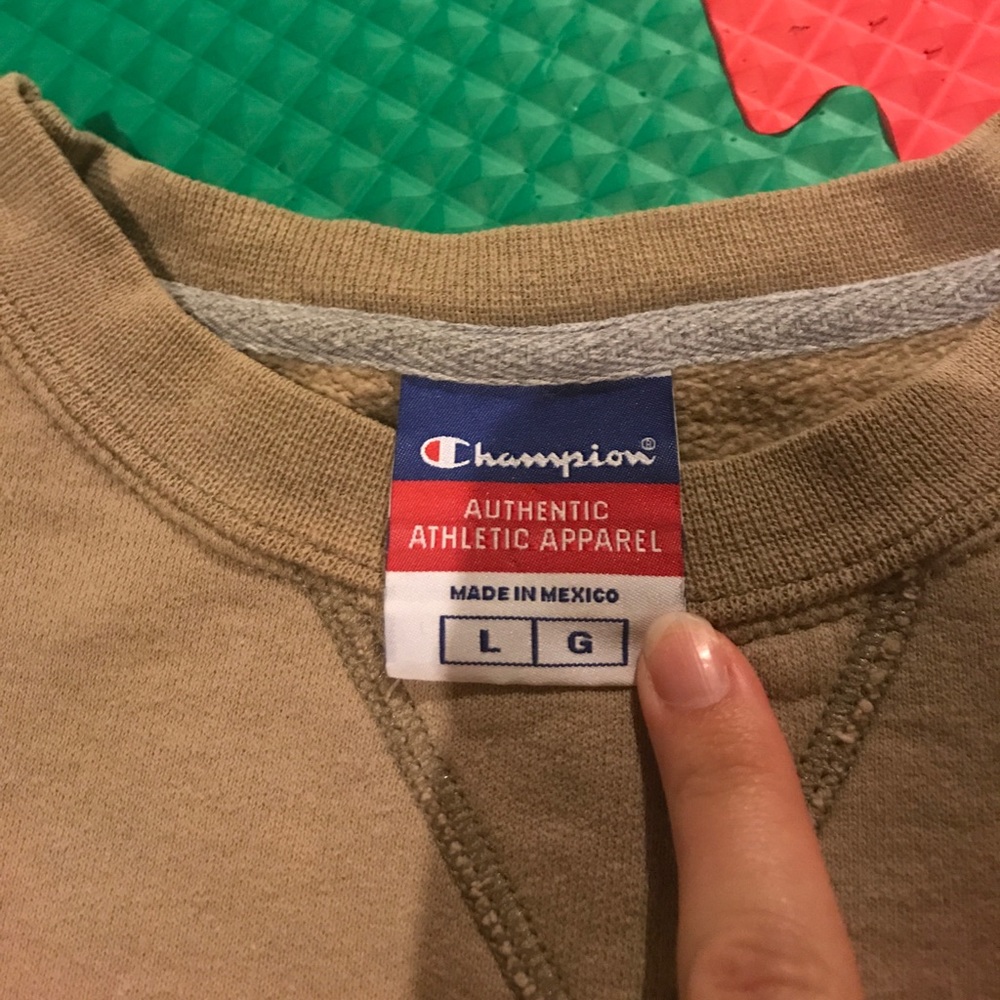 Champion®
AUTHENTIC
ATHLETIC APPAREL
MADE IN MEXICO
L G